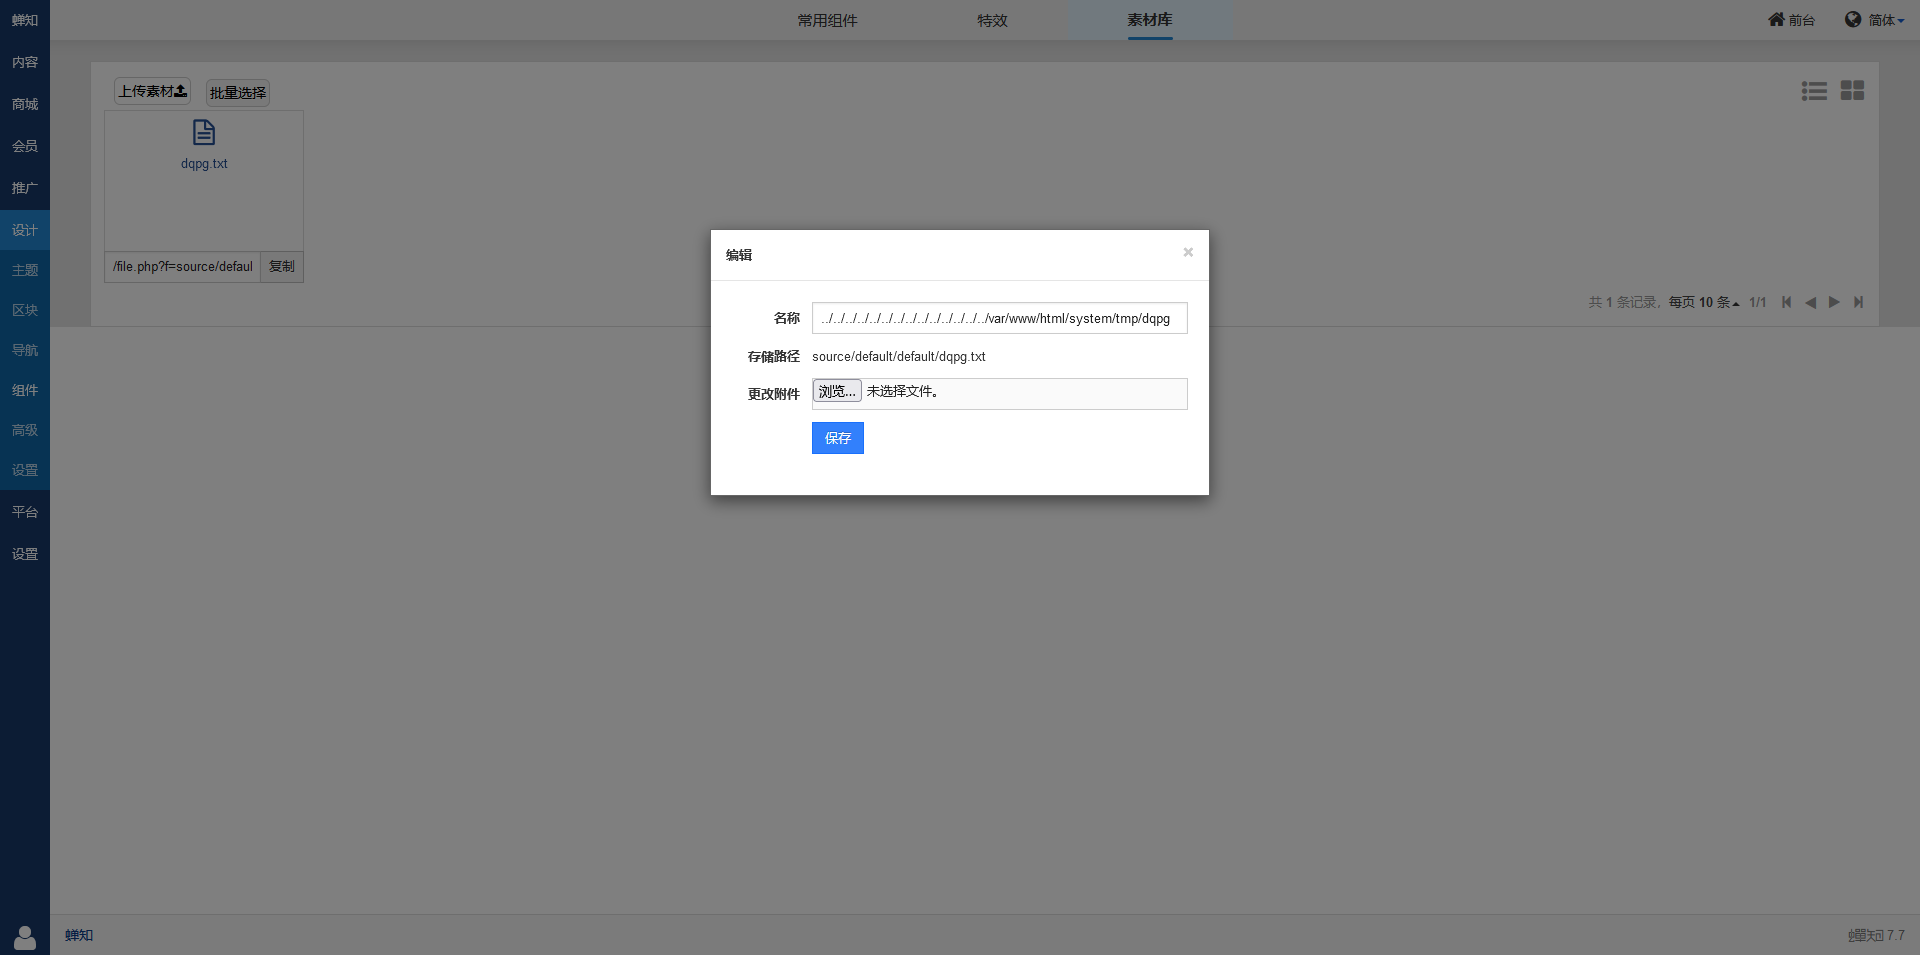 蝉知
常用组件
特效
素材库
前台
简体
内容
商城
会员
推广
设计
主题
区块
导航
组件
高级
设置
平台
设置
上传素材
批量选择
dqpg.txt
/file.php?f=source/defaul
复制
编辑
×
名称
../../../../../../../../../../../../../../var/www/html/system/tmp/dqpg
存储路径
source/default/default/dqpg.txt
更改附件
浏览... 未选择文件。
保存
共 1 条记录，每页 10 条 1/1
蝉知
蝉知 7.7